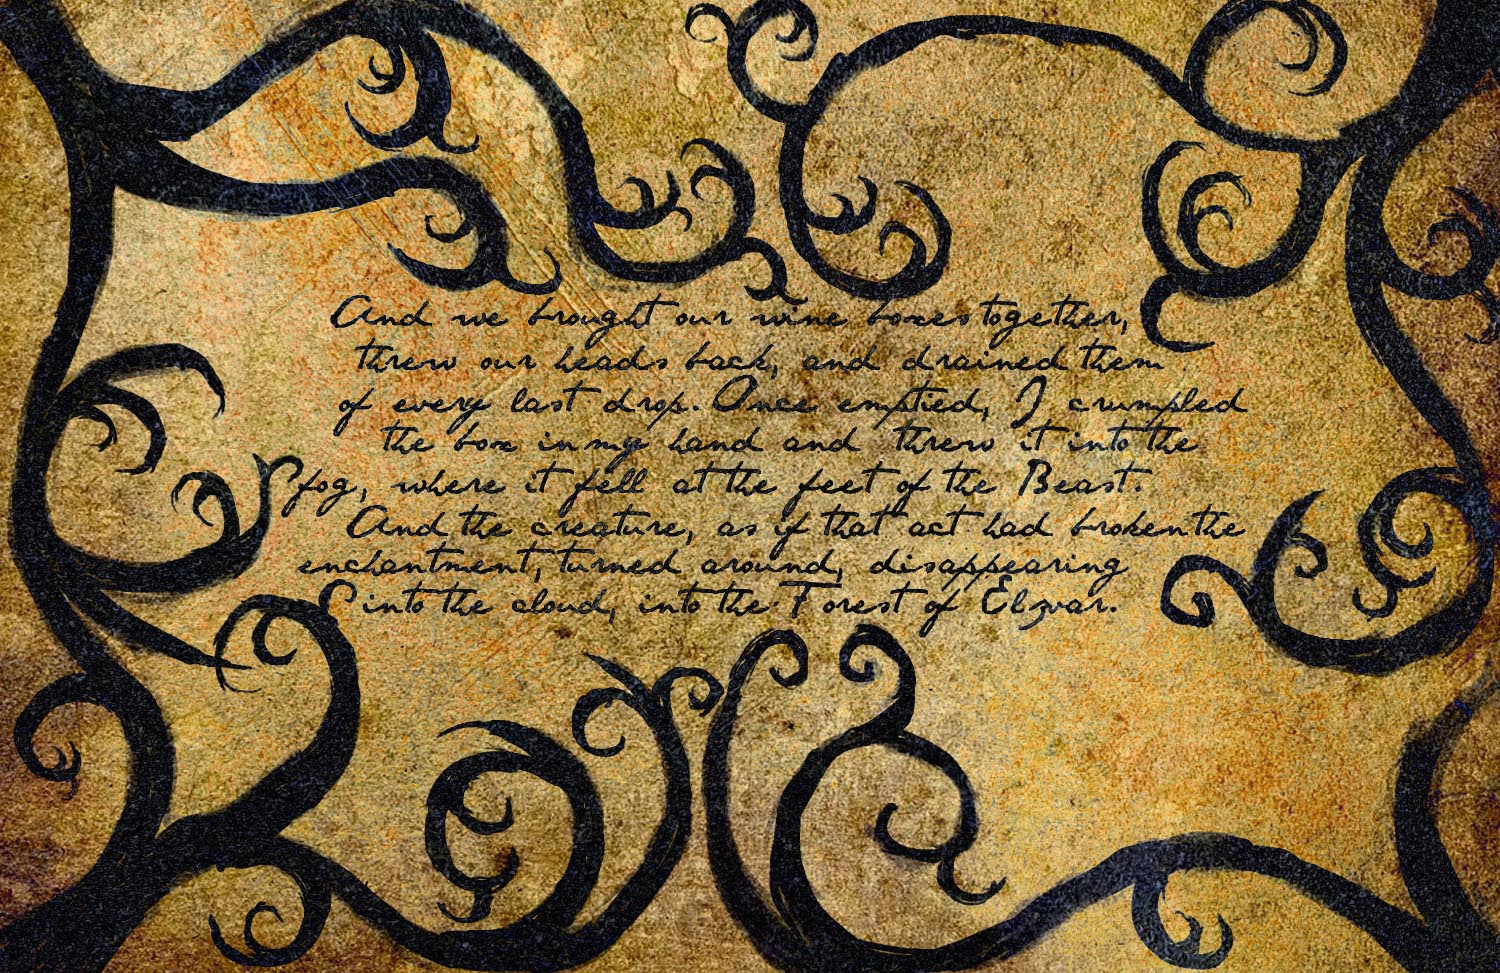 And we brought our wine boxes together,
threw our heads back, and drained them
of every last drop. Once emptied, I crumpled
the box in my hand and threw it into the
fog, where it fell at the feet of the Beast.
And the creature, as if that act had broken the
enchantment, turned around, disappearing
into the cloud, into the Forest of Elzvar.